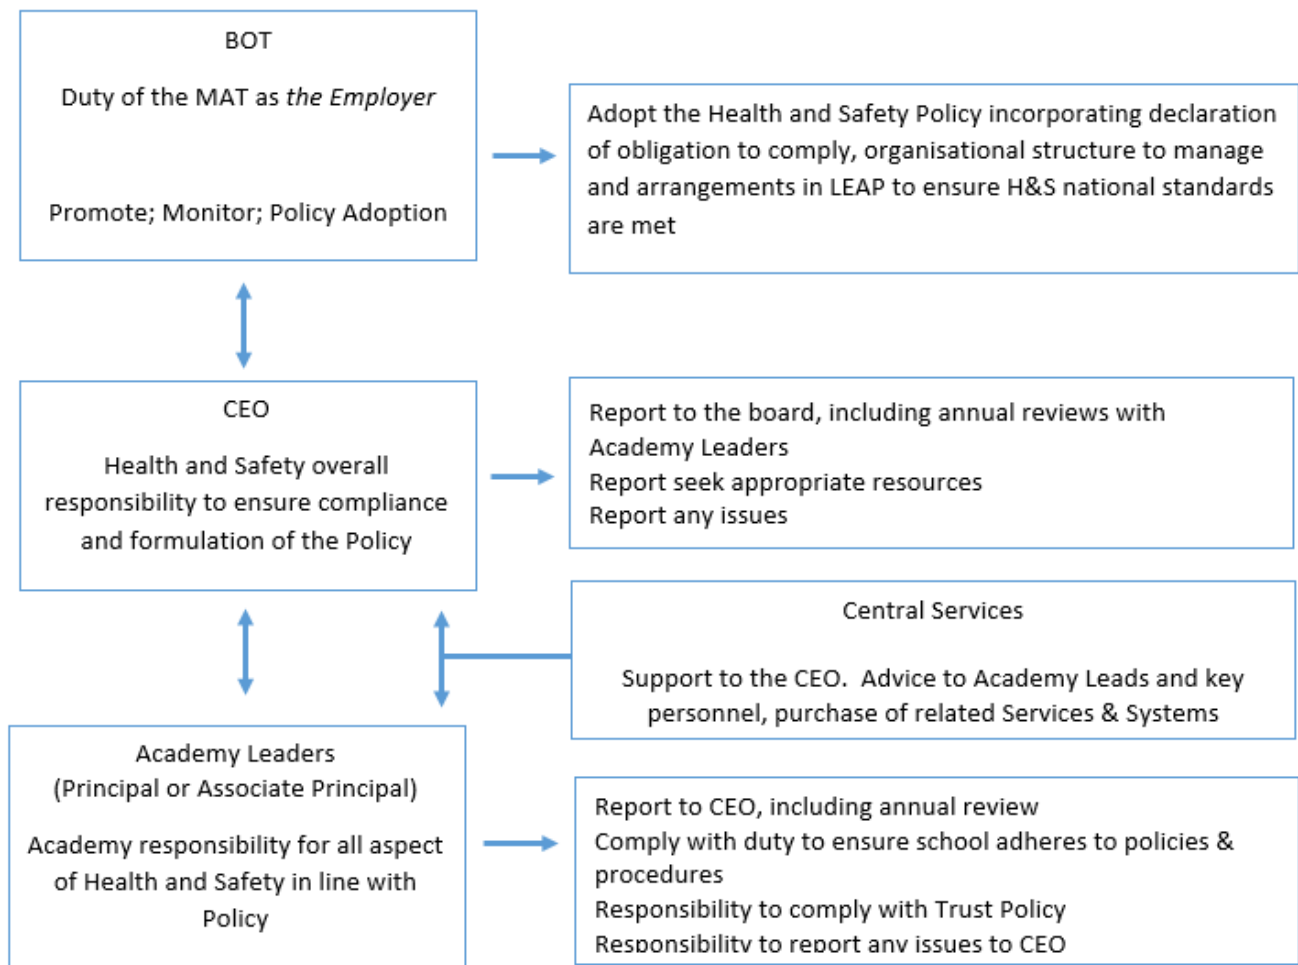 BOT
Duty of the MAT as the Employer
Promote; Monitor; Policy Adoption
Adopt the Health and Safety Policy incorporating declaration
of obligation to comply, organisational structure to manage
and arrangements in LEAP to ensure H&S national standards
are met
CEO
Health and Safety overall
responsibility to ensure compliance
and formulation of the Policy
Report to the board, including annual reviews with
Academy Leaders
Report seek appropriate resources
Report any issues
Central Services
Support to the CEO.  Advice to Academy Leads and key
personnel, purchase of related Services & Systems
Academy Leaders
(Principal or Associate Principal)
Academy responsibility for all aspect
of Health and Safety in line with
Policy
Report to CEO, including annual review
Comply with duty to ensure school adheres to policies &
procedures
Responsibility to comply with Trust Policy
Responsibility to report any issues to CEO